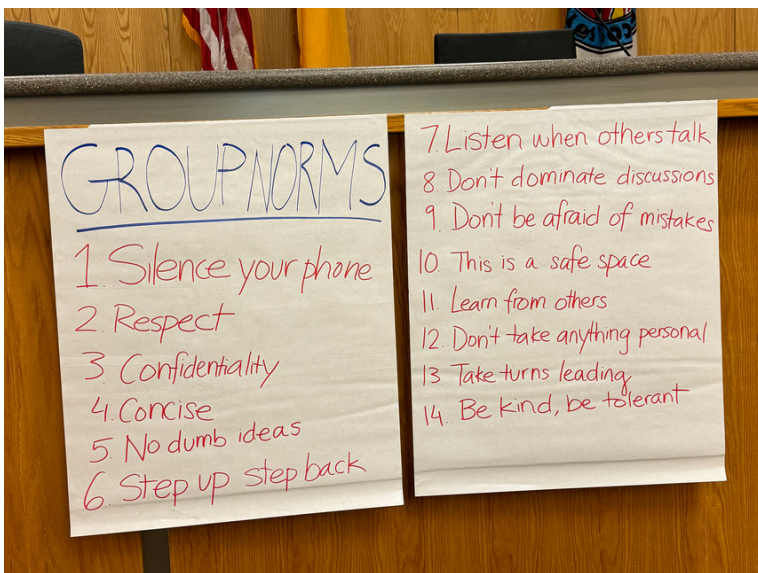 GROUP NORMS
1. Silence your phone
2. Respect
3. Confidentiality
4. Concise
5. No dumb ideas
6. Step up step back
7. Listen when others talk
8. Don't dominate discussions
9. Don't be afraid of mistakes
10. This is a safe space
11. Learn from others
12. Don't take anything personal
13 Take turns leading
14. Be kind, be tolerant